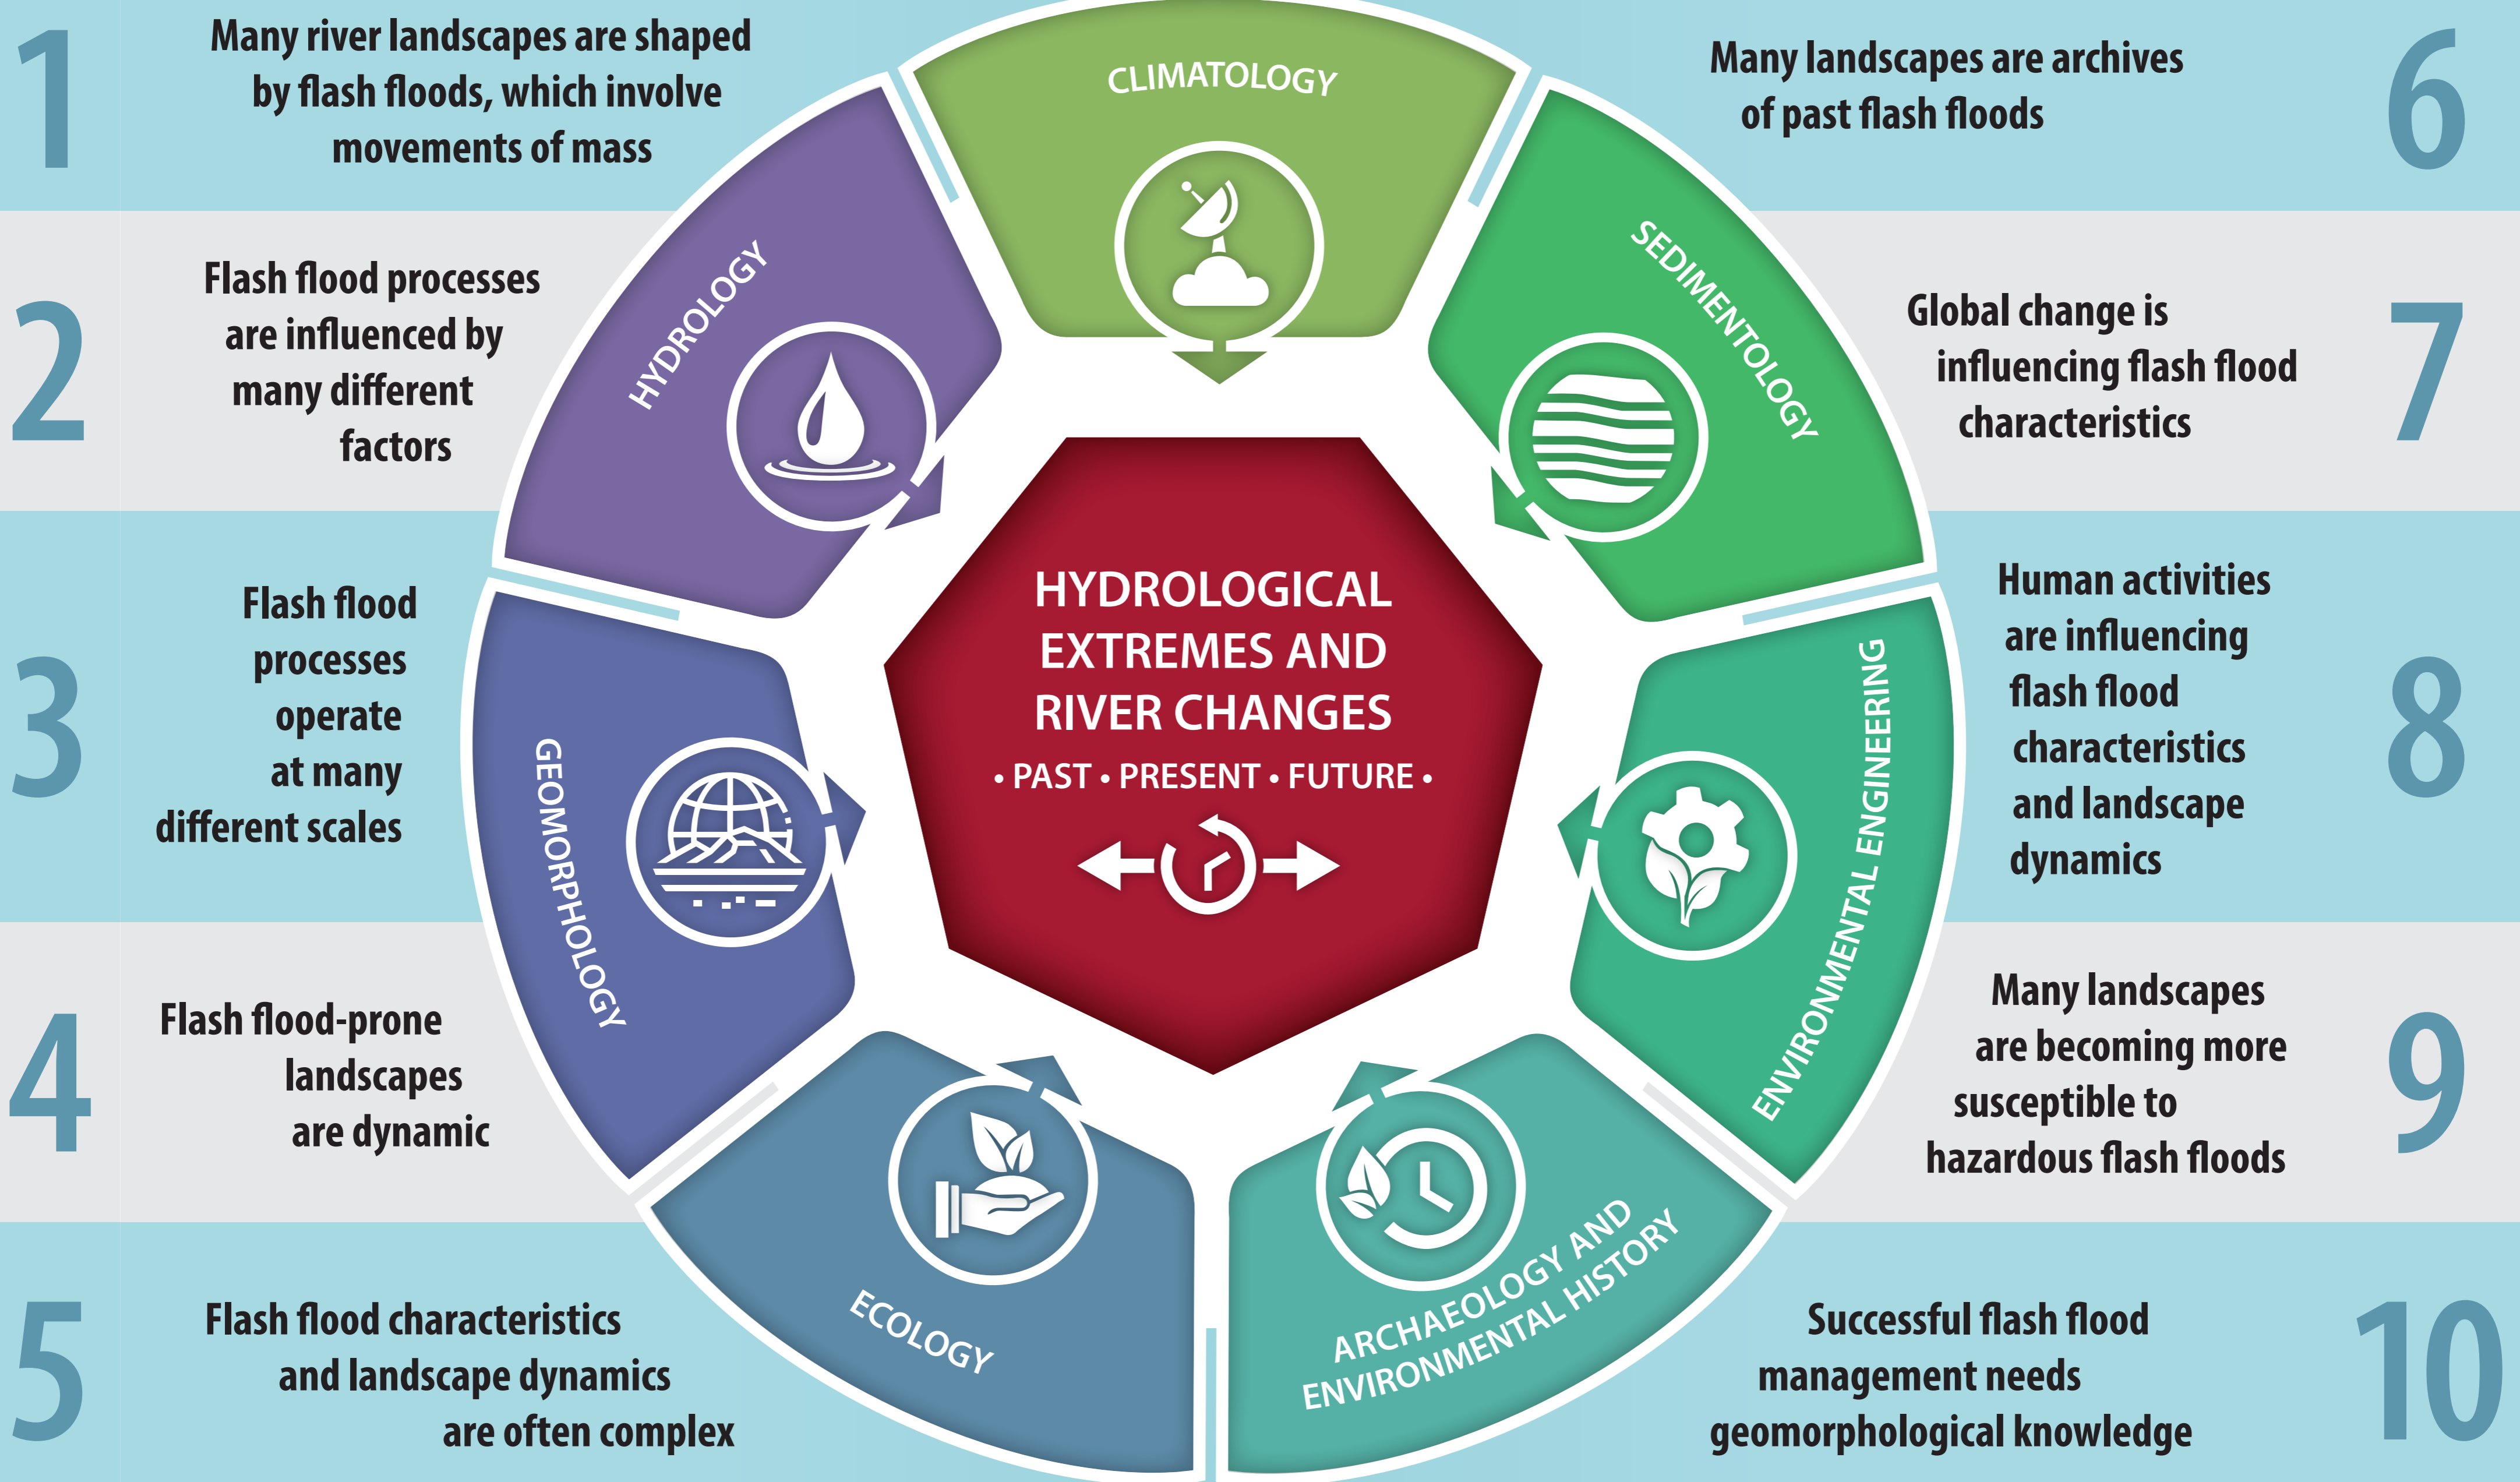 1
Many river landscapes are shaped
by flash floods, which involve
movements of mass
2
Flash flood processes
are influenced by
many different
factors
3
Flash flood
processes
operate
at many
different scales
4
Flash flood-prone
landscapes
are dynamic
5
Flash flood characteristics
and landscape dynamics
are often complex
CLIMATOLOGY
HYDROLOGY
SEDIMENTOLOGY
GEOMORPHOLOGY
ENVIRONMENTAL ENGINEERING
ECOLOGY
ARCHAEOLOGY AND
ENVIRONMENTAL HISTORY
HYDROLOGICAL
EXTREMES AND
RIVER CHANGES
• PAST • PRESENT • FUTURE •
6
Many landscapes are archives
of past flash floods
7
Global change is
influencing flash flood
characteristics
8
Human activities
are influencing
flash flood
characteristics
and landscape
dynamics
9
Many landscapes
are becoming more
susceptible to
hazardous flash floods
10
Successful flash flood
management needs
geomorphological knowledge